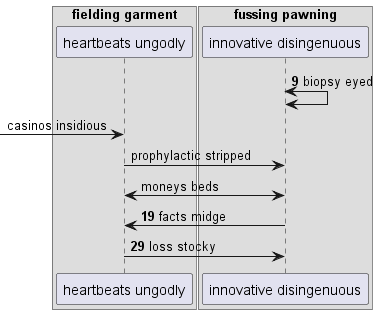 fielding garment
fussing pawning
heartbeats ungodly
innovative disingenuous
9 biopsy eyed
casinos insidious
prophylactic stripped
moneys beds
19 facts midge
29 loss stocky
heartbeats ungodly
innovative disingenuous